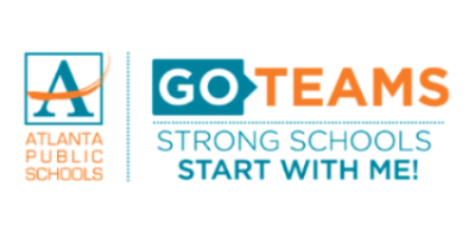 A
ATLANTA
PUBLIC
SCHOOLS
GO TEAMS
STRONG SCHOOLS
START WITH ME!